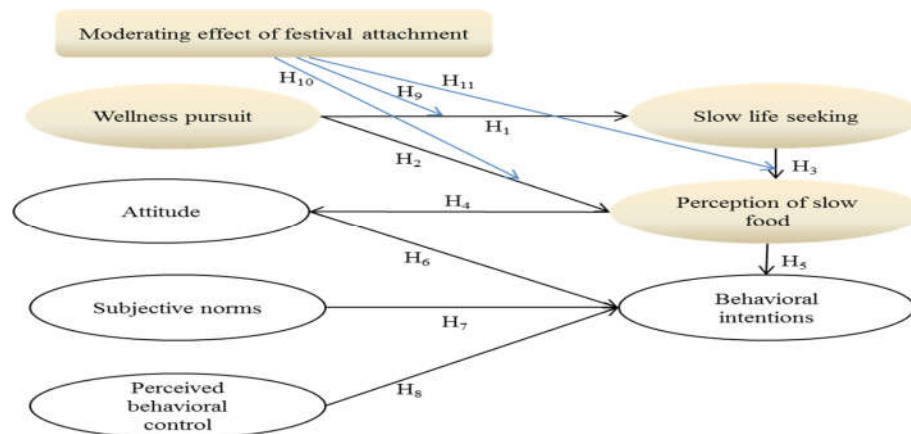 Moderating effect of festival attachment
H10
H9
H11
Wellness pursuit
H1
Slow life seeking
H2
H3
Attitude
H4
Perception of slow
food
H6
H5
Subjective norms
H7
Behavioral
intentions
H8
Perceived
behavioral
control